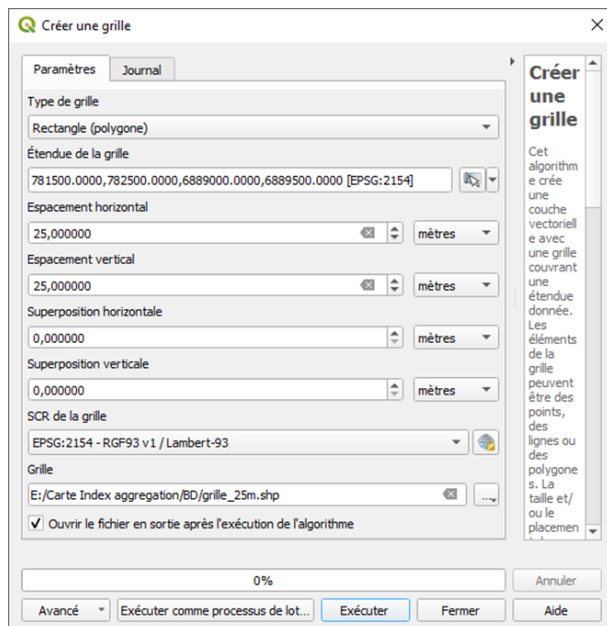 Créer une grille
Paramètres
Journal
Type de grille
Rectangle (polygone)
Étendue de la grille
781500.0000,782500.0000,6889000.0000,6889500.0000 [EPSG:2154]
Espacement horizontal
25,000000
mètres
Espacement vertical
25,000000
mètres
Superposition horizontale
0,000000
mètres
Superposition verticale
0,000000
mètres
SCR de la grille
EPSG:2154 - RGF93 v1 / Lambert-93
Grille
E:/Carte Index aggregation/BD/grille_25m.shp
...
Ouvrir le fichier en sortie après l'exécution de l'algorithme
Créer
une
grille
Cet
algorithm
e crée
une
couche
vectoriell
e avec
une grille
couvrant
une
étendue
donnée.
Les
éléments
de la
grille
peuvent
être des
points,
des
lignes ou
des
polygone
s. La
taille et/
ou le
placemen
0%
Annuler
Avancé
Exécuter comme processus de lot...
Exécuter
Fermer
Aide